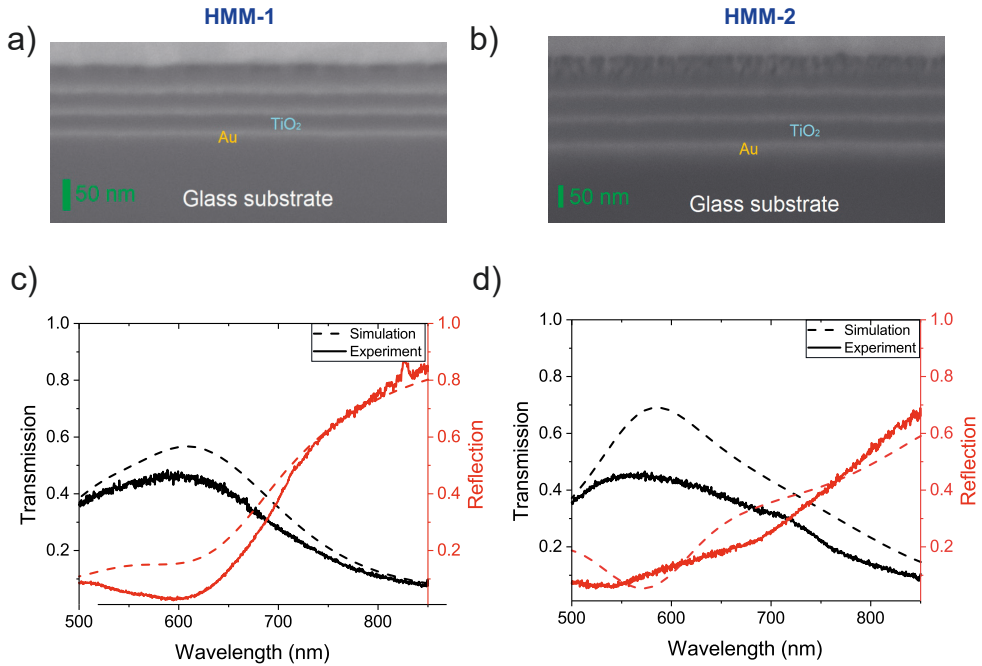 HMM-1
HMM-2
a)
b)
TiO₂
Au
50 nm
Glass substrate
TiO₂
Au
50 nm
Glass substrate
c)
d)
1.0
0.8
0.6
0.4
0.2
Transmission
Simulation
Experiment
1.0
0.8
0.6
0.4
0.2
Reflection
500
600
700
800
Wavelength (nm)
1.0
0.8
0.6
0.4
0.2
Transmission
Simulation
Experiment
1.0
0.8
0.6
0.4
0.2
Reflection
500
600
700
800
Wavelength (nm)